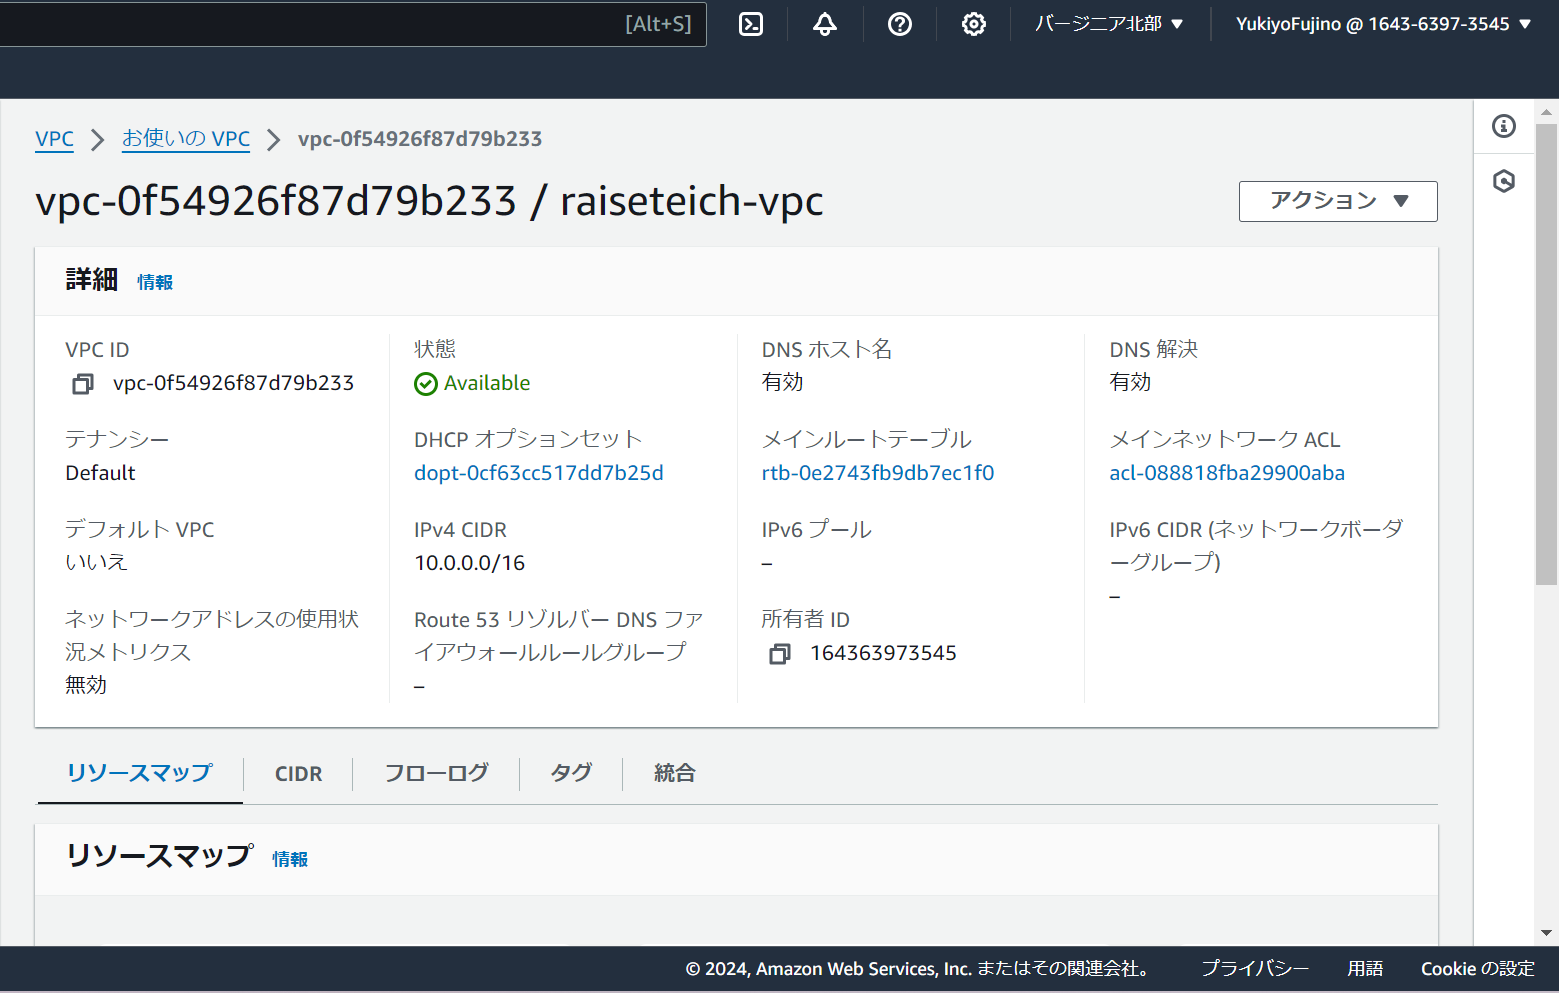 [Alt+S]
バージニア北部 ▼
YukiyoFujino @ 1643-6397-3545 ▼
VPC > お使いの VPC > vpc-0f54926f87d79b233
vpc-0f54926f87d79b233 / raiseteich-vpc
アクション ▼
詳細 情報
VPC ID
vpc-0f54926f87d79b233
状態
Available
DNS ホスト名
有効
DNS 解決
有効
テナンシー
Default
DHCP オプションセット
dopt-0cf63cc517dd7b25d
メインルートテーブル
rtb-0e2743fb9db7ec1f0
メインネットワーク ACL
acl-088818fba29900aba
デフォルト VPC
いいえ
IPv4 CIDR
10.0.0.0/16
IPv6 プール
–
IPv6 CIDR (ネットワークボーダ
ーグループ)
–
ネットワークアドレスの使用状
況メトリクス
無効
Route 53 リゾルバー DNS ファ
イアウォールルールグループ
–
所有者 ID
164363973545
リソースマップ
CIDR
フローログ
タグ
統合
リソースマップ 情報
© 2024, Amazon Web Services, Inc. またはその関連会社。
プライバシー
用語
Cookie の設定